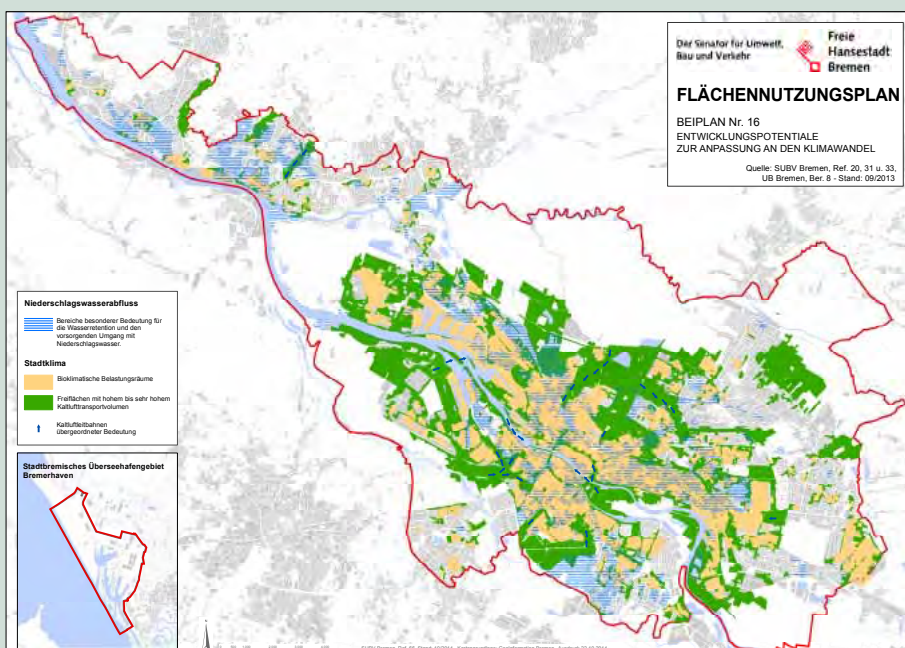 Der Senator für Umwelt,
Bau und Verkehr
Freie
Hansestadt
Bremen
FLÄCHENNUTZUNGSPLAN
BEIPLAN Nr. 16
ENTWICKLUNGSPOTENTIALE
ZUR ANPASSUNG AN DEN KLIMAWANDEL
Quelle: SUBV Bremen, Ref. 20, 31 u. 33,
UB Bremen, Ber. 8 - Stand: 09/2013
Niederschlagswasserabfluss
Bereiche besonderer Bedeutung für
die Wasserretention und den
vorsorgenden Umgang mit
Niederschlagswasser.
Stadtklima
Bioklimatische Belastungsräume
Freiflächen mit hohem bis sehr hohem
Kaltlufttransportvolumen
Kaltluftleitbahnen
übergeordneter Bedeutung
Stadtbremisches Überseehafengebiet
Bremerhaven